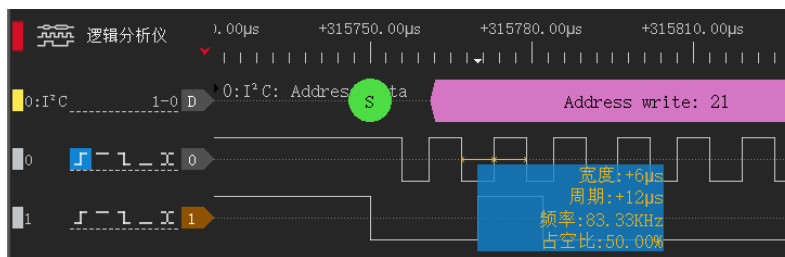 逻辑分析仪
).00μs +315750.00μs +315780.00μs +315810.00μs
0:I²C 1-0 D 0:I²C: Address
ta
S
Address write: 21
0 0
宽度:+6μs
周期:+12μs
1 1
频率:83.33KHz
占空比:50.00%